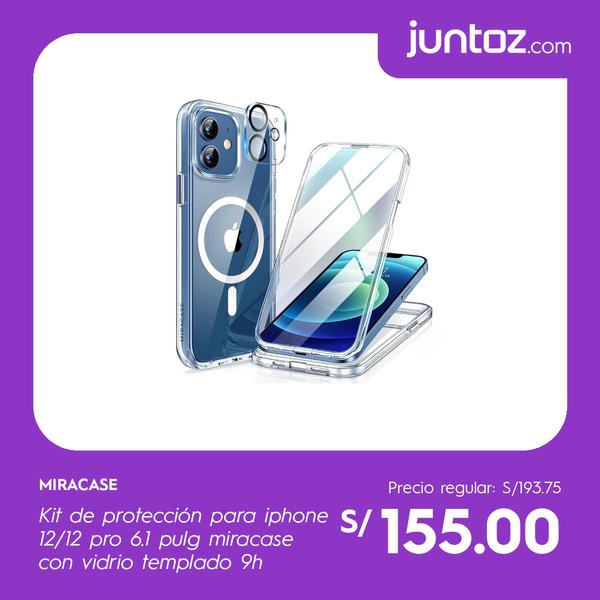 juntoz.com
MIRACASE
MIRACASE
Precio regular: S/193.75
Kit de protección para iphone
12/12 pro 6.1 pulg miracase
con vidrio templado 9h
S/ 155.00